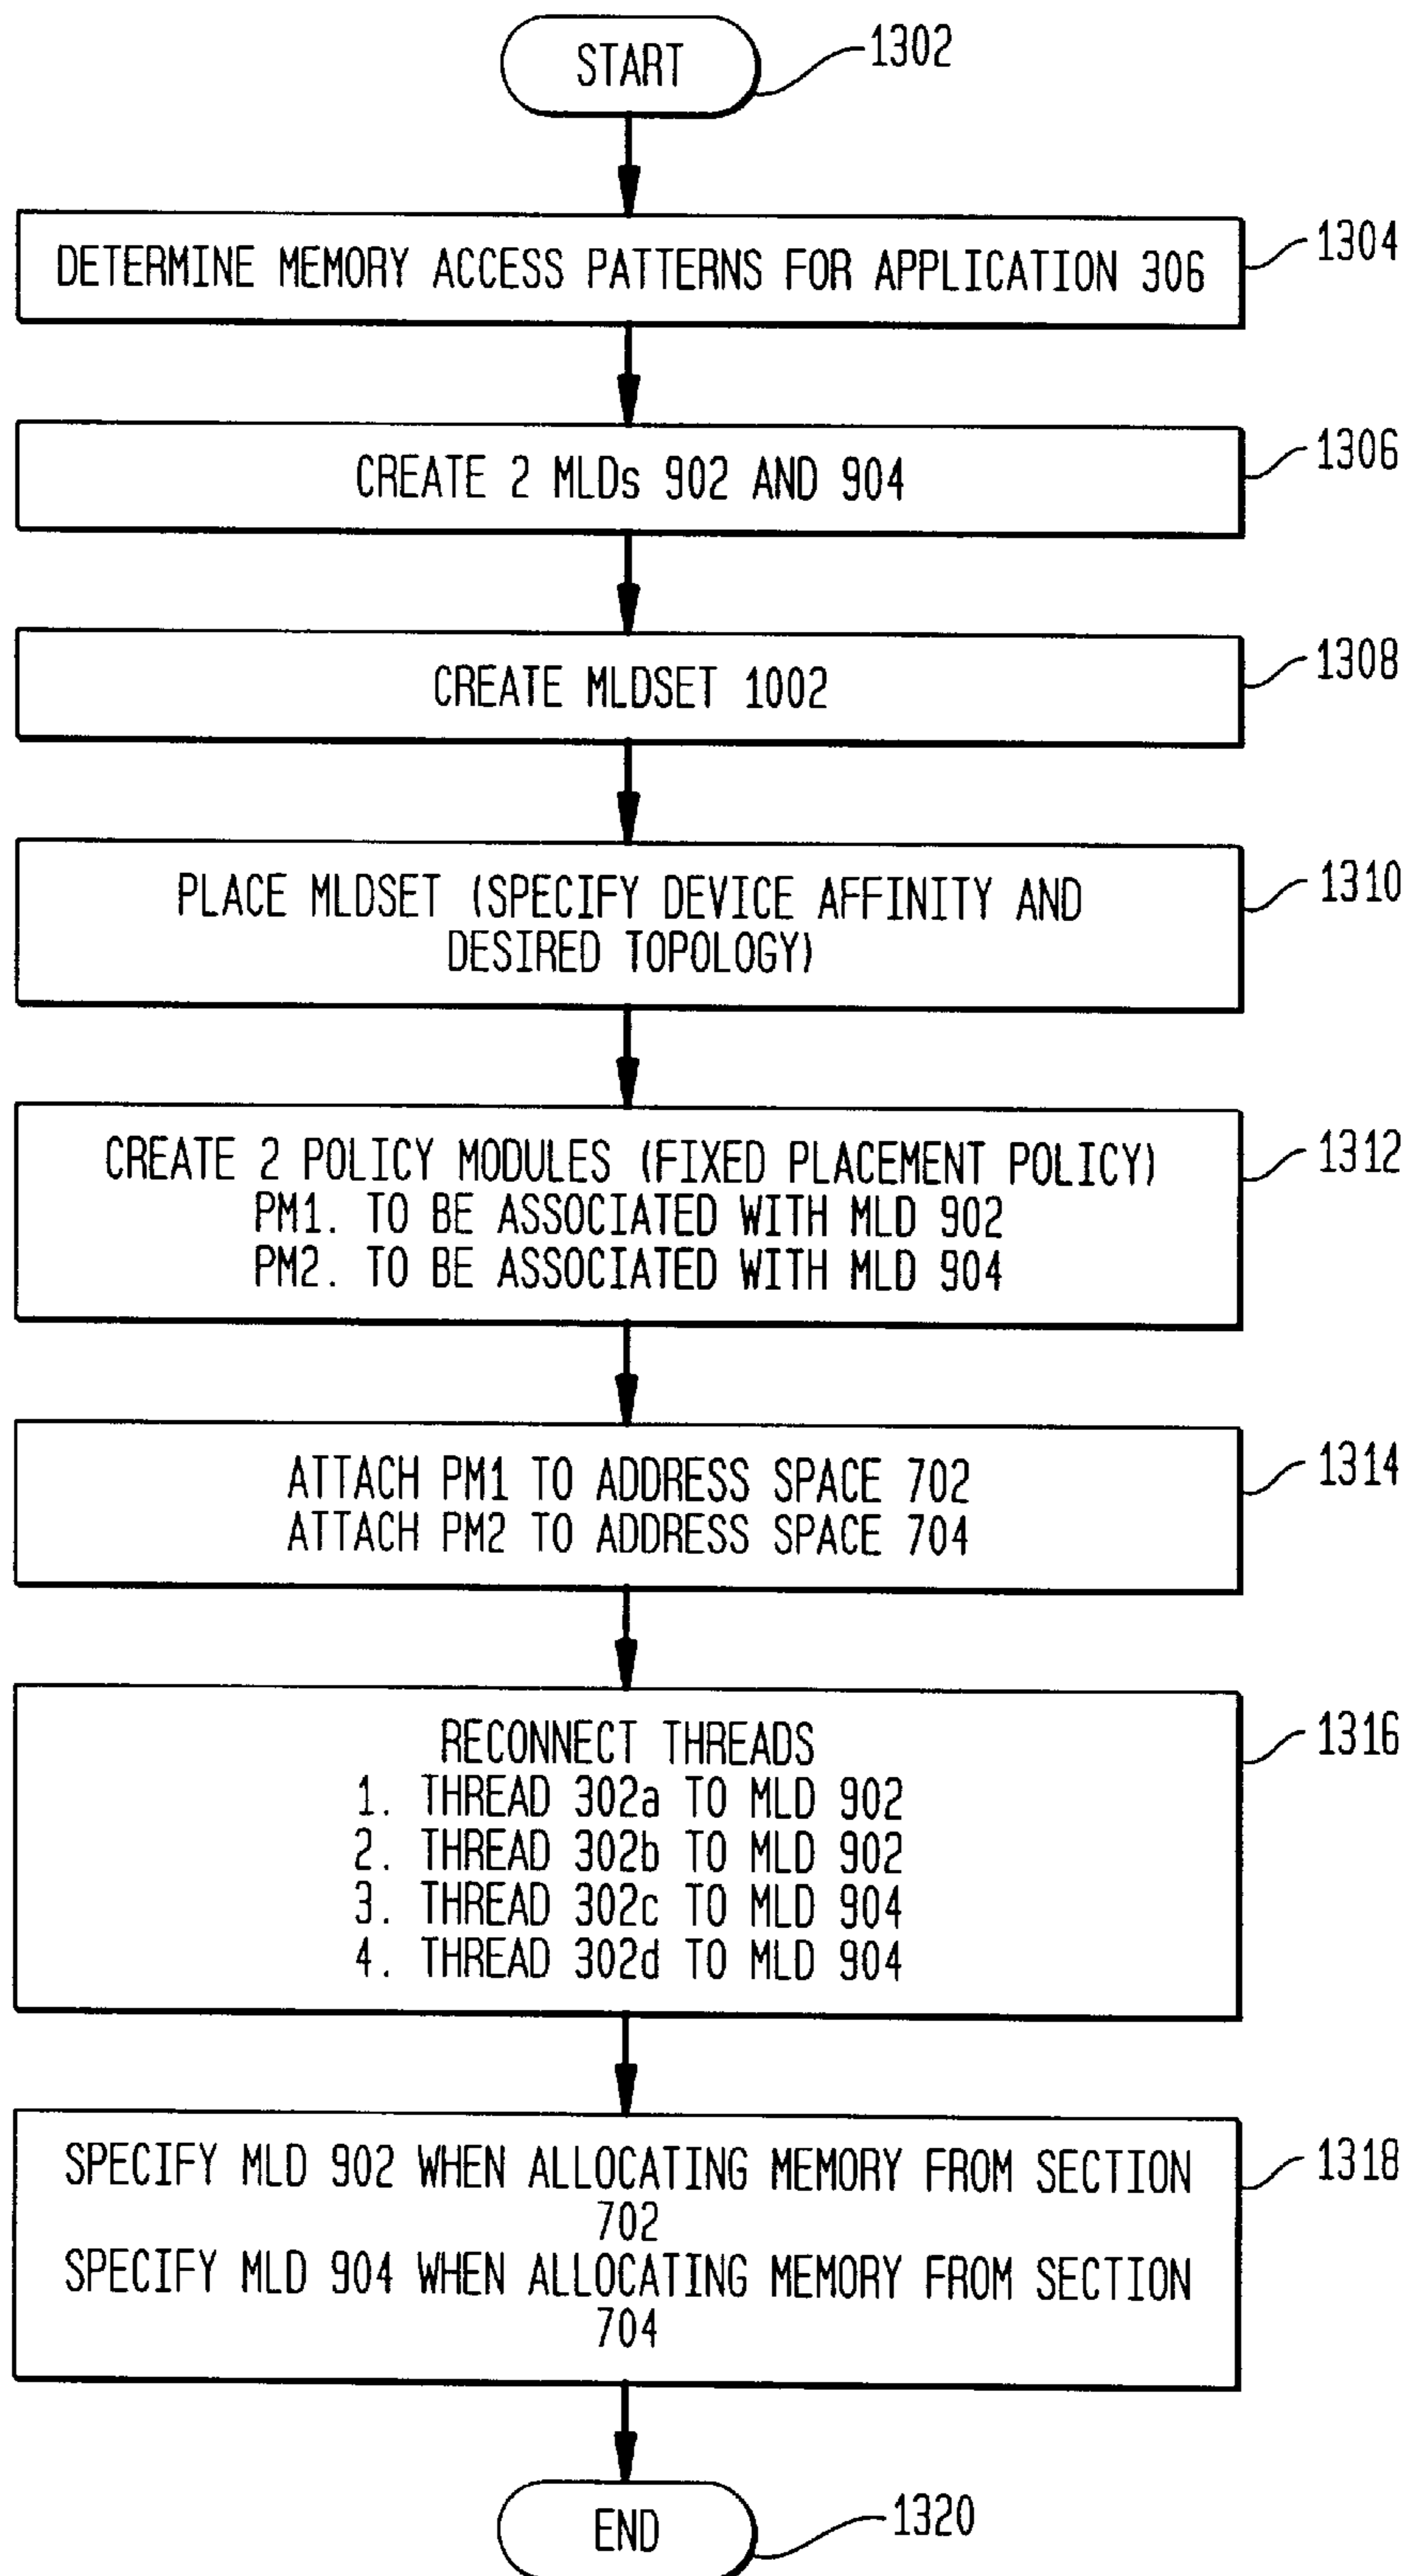 START
1302
DETERMINE MEMORY ACCESS PATTERNS FOR APPLICATION 306
1304
CREATE 2 MLDs 902 AND 904
1306
CREATE MLDSET 1002
1308
PLACE MLDSET (SPECIFY DEVICE AFFINITY AND
DESIRED TOPOLOGY)
1310
CREATE 2 POLICY MODULES (FIXED PLACEMENT POLICY)
PM1. TO BE ASSOCIATED WITH MLD 902
PM2. TO BE ASSOCIATED WITH MLD 904
1312
ATTACH PM1 TO ADDRESS SPACE 702
ATTACH PM2 TO ADDRESS SPACE 704
1314
RECONNECT THREADS
1. THREAD 302a TO MLD 902
2. THREAD 302b TO MLD 902
3. THREAD 302c TO MLD 904
4. THREAD 302d TO MLD 904
1316
SPECIFY MLD 902 WHEN ALLOCATING MEMORY FROM SECTION
702
SPECIFY MLD 904 WHEN ALLOCATING MEMORY FROM SECTION
704
1318
END
1320